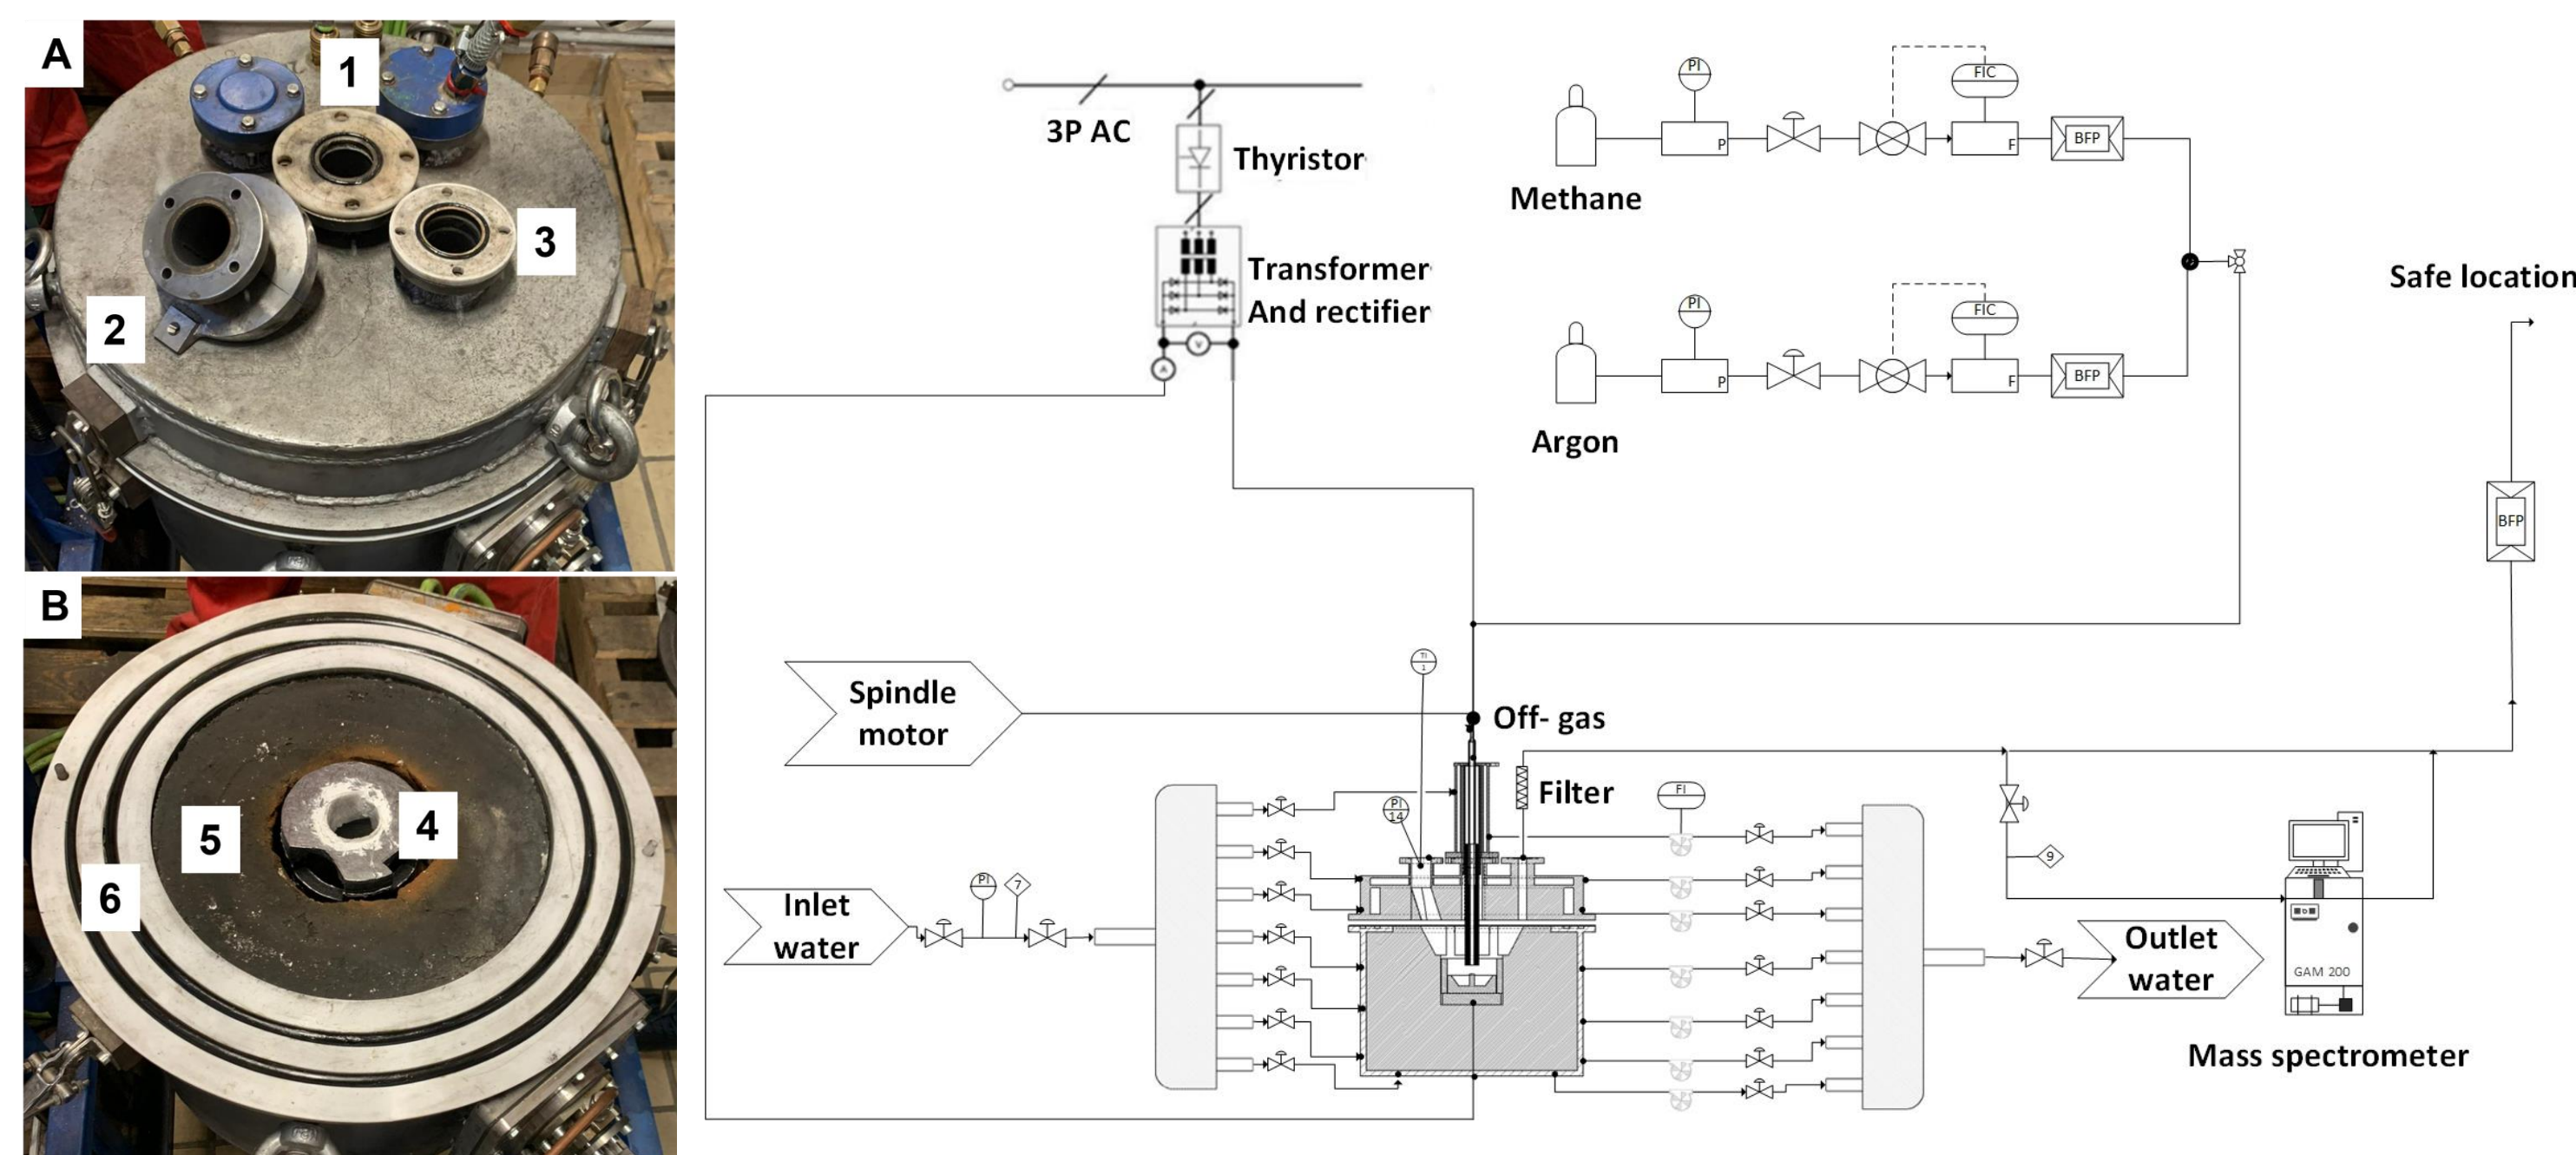 A
1
2
3
B
4
5
6
3P AC
Thyristor
Transformer
And rectifier
V
A
PI
FIC
P
F
BFP
Methane
PI
FIC
P
F
BFP
Argon
Safe location
BFP
Spindle
motor
TI
1
Off- gas
Filter
PI
14
FI
Inlet
water
PI
7
9
GAM 200
Outlet
water
Mass spectrometer